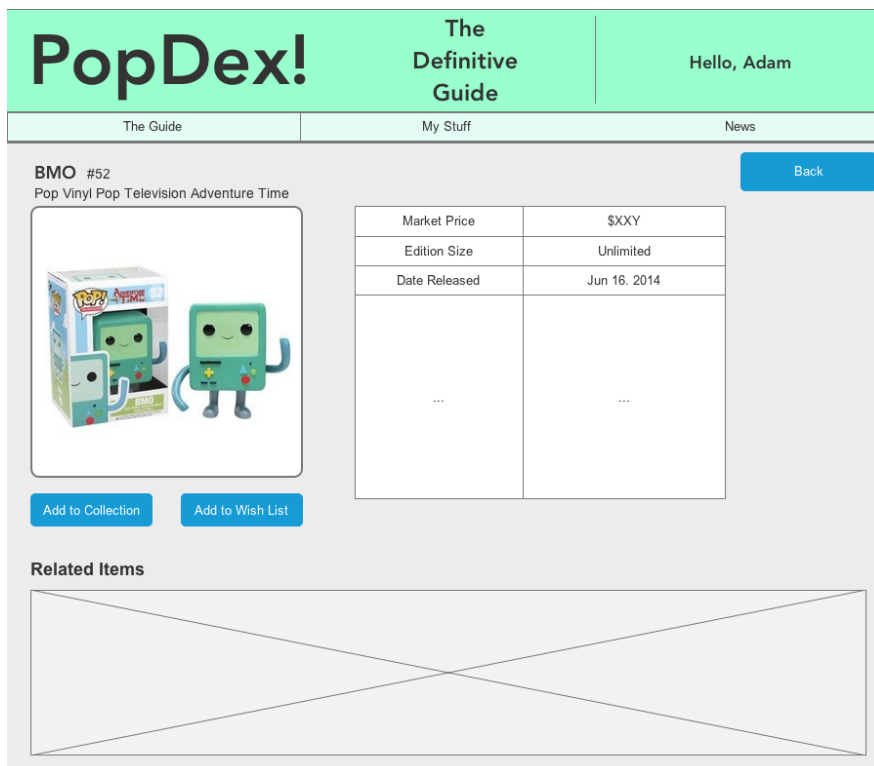 PopDex!
The
Definitive
Guide
Hello, Adam
The Guide
My Stuff
News
BMO #52
Pop Vinyl Pop Television Adventure Time
Back
Market Price
$XXY
Edition Size
Unlimited
Date Released
Jun 16. 2014
...
...
POP!
ADVENTURE
TIME
52
BMO
Add to Collection
Add to Wish List
Related Items